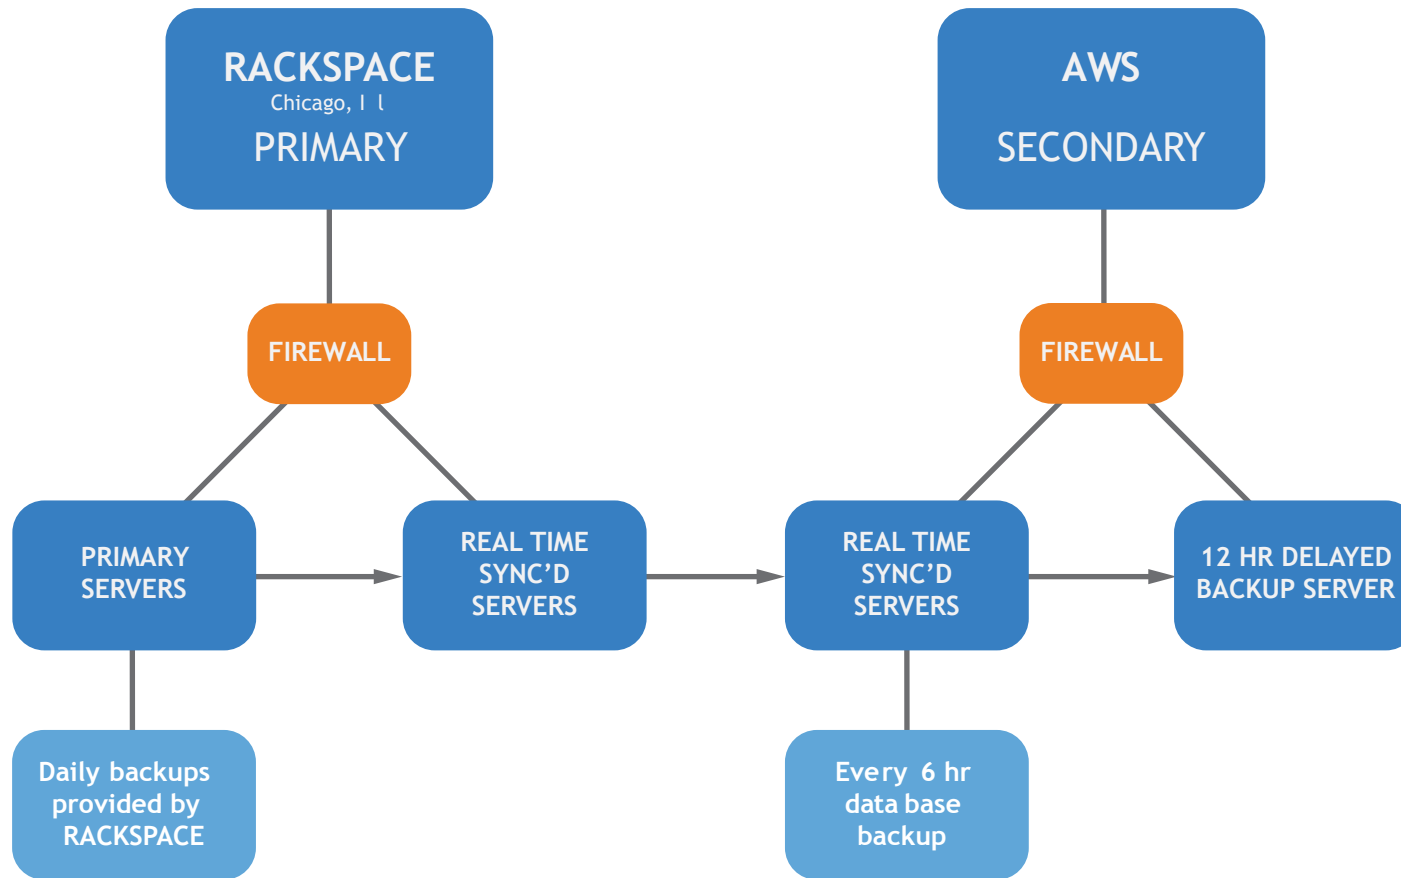 RACKSPACE
Chicago, I l
PRIMARY
AWS
SECONDARY
FIREWALL
FIREWALL
PRIMARY
SERVERS
REAL TIME
SYNC’D
SERVERS
REAL TIME
SYNC’D
SERVERS
12 HR DELAYED
BACKUP SERVER
Daily backups
provided by
RACKSPACE
Every 6 hr
data base
backup